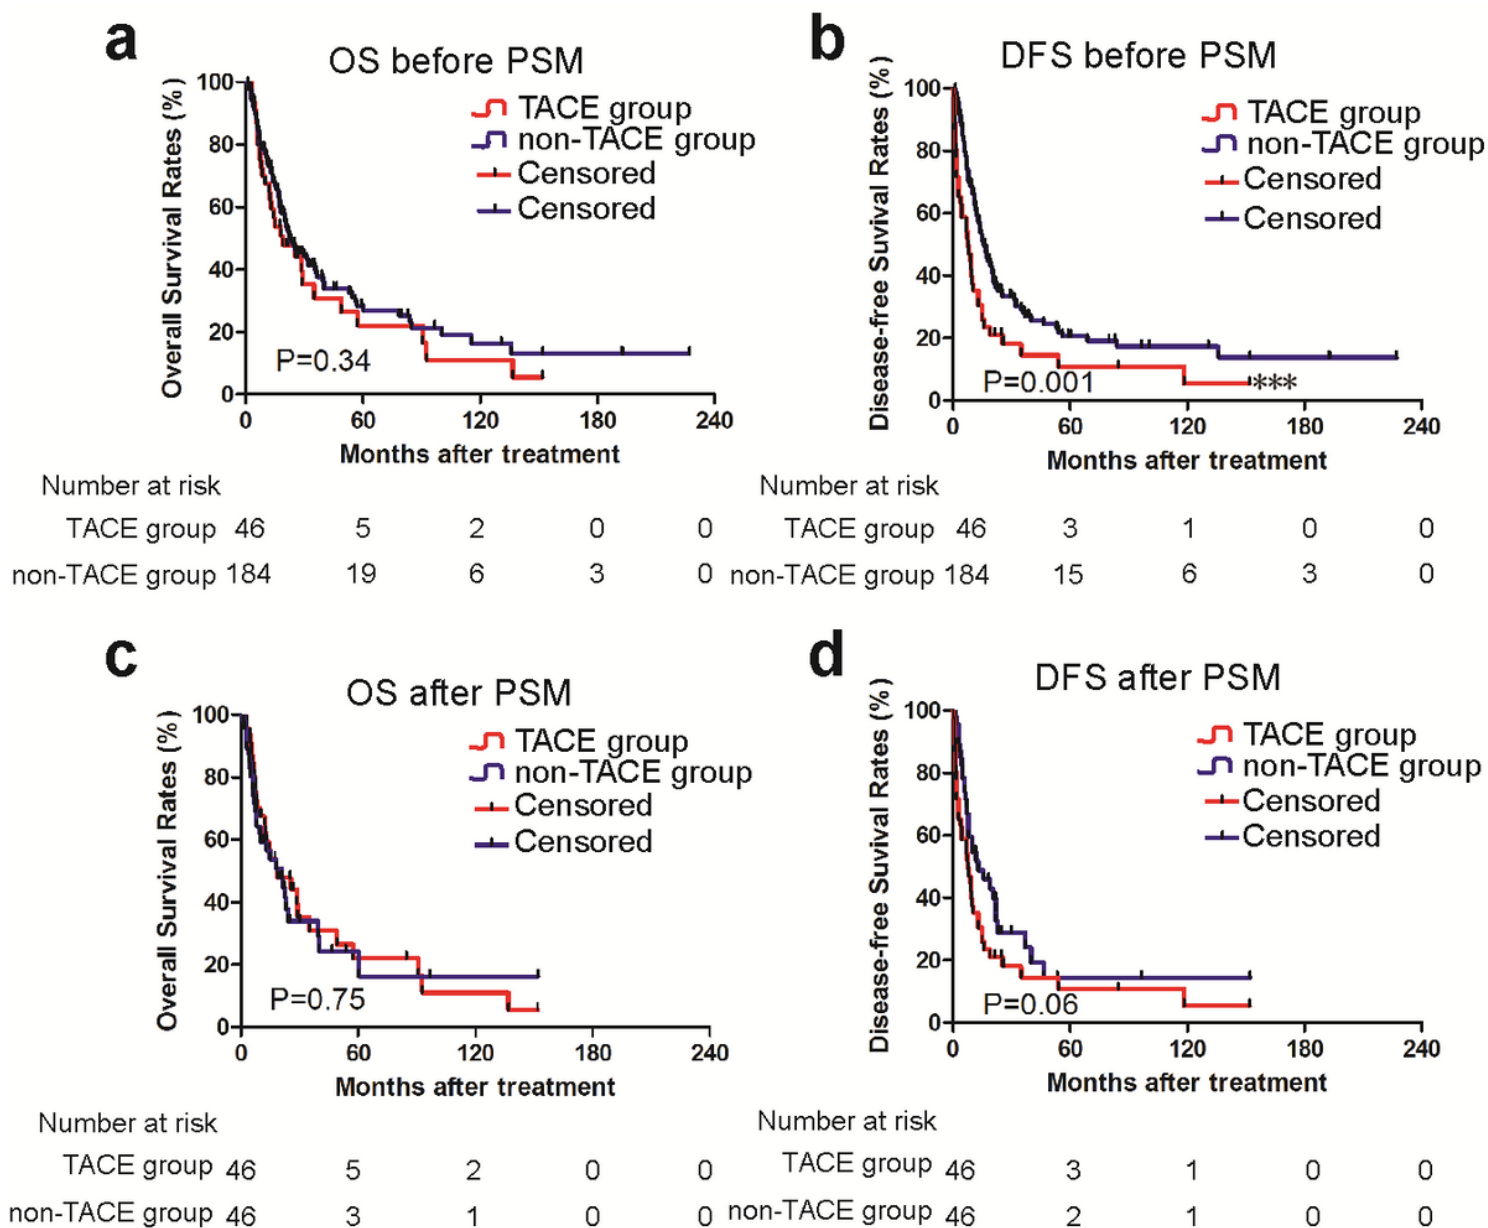 a
OS before PSM
Overall Survival Rates (%)
100
80
60
40
20
0
TACE group
non-TACE group
Censored
Censored
P=0.34
0 60 120 180 240
Months after treatment
Number at risk
TACE group 46 5 2 0 0
non-TACE group 184 19 6 3 0
b
DFS before PSM
Disease-free Suvival Rates (%)
100
80
60
40
20
0
TACE group
non-TACE group
Censored
Censored
P=0.001
***
0 60 120 180 240
Months after treatment
Number at risk
TACE group 46 3 1 0 0
non-TACE group 184 15 6 3 0
c
OS after PSM
Overall Survival Rates (%)
100
80
60
40
20
0
TACE group
non-TACE group
Censored
Censored
P=0.75
0 60 120 180 240
Months after treatment
Number at risk
TACE group 46 5 2 0 0
non-TACE group 46 3 1 0 0
d
DFS after PSM
Disease-free Suvival Rates (%)
100
80
60
40
20
0
TACE group
non-TACE group
Censored
Censored
P=0.06
0 60 120 180 240
Months after treatment
Number at risk
TACE group 46 3 1 0 0
non-TACE group 46 2 1 0 0